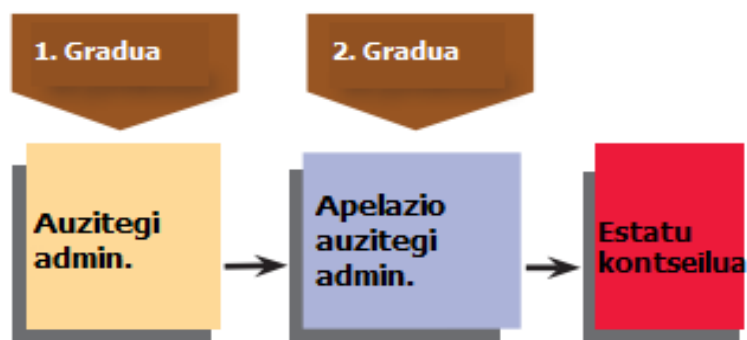 1. Gradua
2. Gradua
Auzitegi
admin.
Apelazio
auzitegi
admin.
Estatu
kontseilua